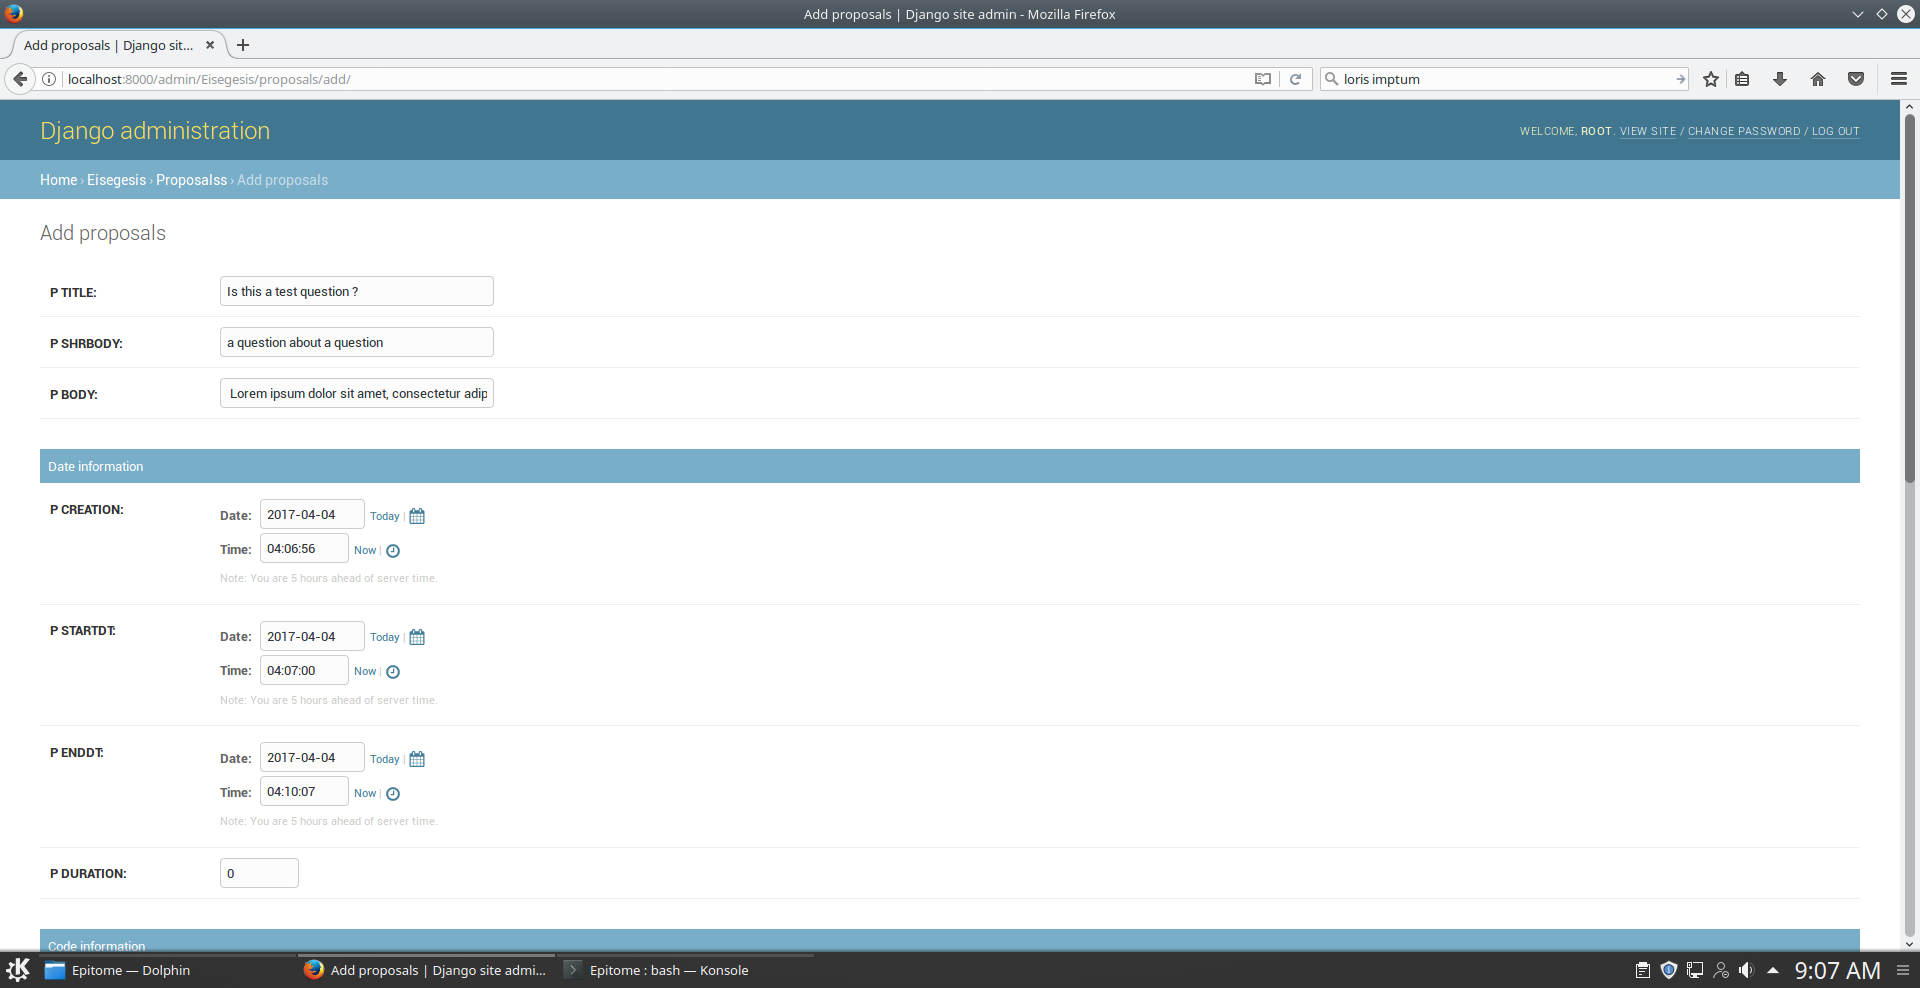 Add proposals | Django site admin - Mozilla Firefox
Add proposals | Django sit...
localhost:8000/admin/Eisegesis/proposals/add/
loris imptum
Django administration
WELCOME, ROOT. VIEW SITE / CHANGE PASSWORD / LOG OUT
Home › Eisegesis › Proposalss › Add proposals
Add proposals
P TITLE:
Is this a test question ?
P SHRBODY:
a question about a question
P BODY:
Lorem ipsum dolor sit amet, consectetur adip
Date information
P CREATION:
Date: 2017-04-04 Today |
Time: 04:06:56 Now |
Note: You are 5 hours ahead of server time.
P STARTDT:
Date: 2017-04-04 Today |
Time: 04:07:00 Now |
Note: You are 5 hours ahead of server time.
P ENDDT:
Date: 2017-04-04 Today |
Time: 04:10:07 Now |
Note: You are 5 hours ahead of server time.
P DURATION:
0
Code information
Epitome — Dolphin
Add proposals | Django site admi...
Epitome : bash — Konsole
9:07 AM